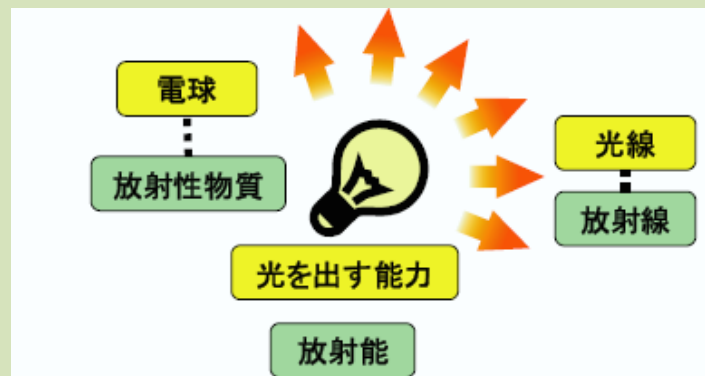 電球
放射性物質
光線
放射線
光を出す能力
放射能